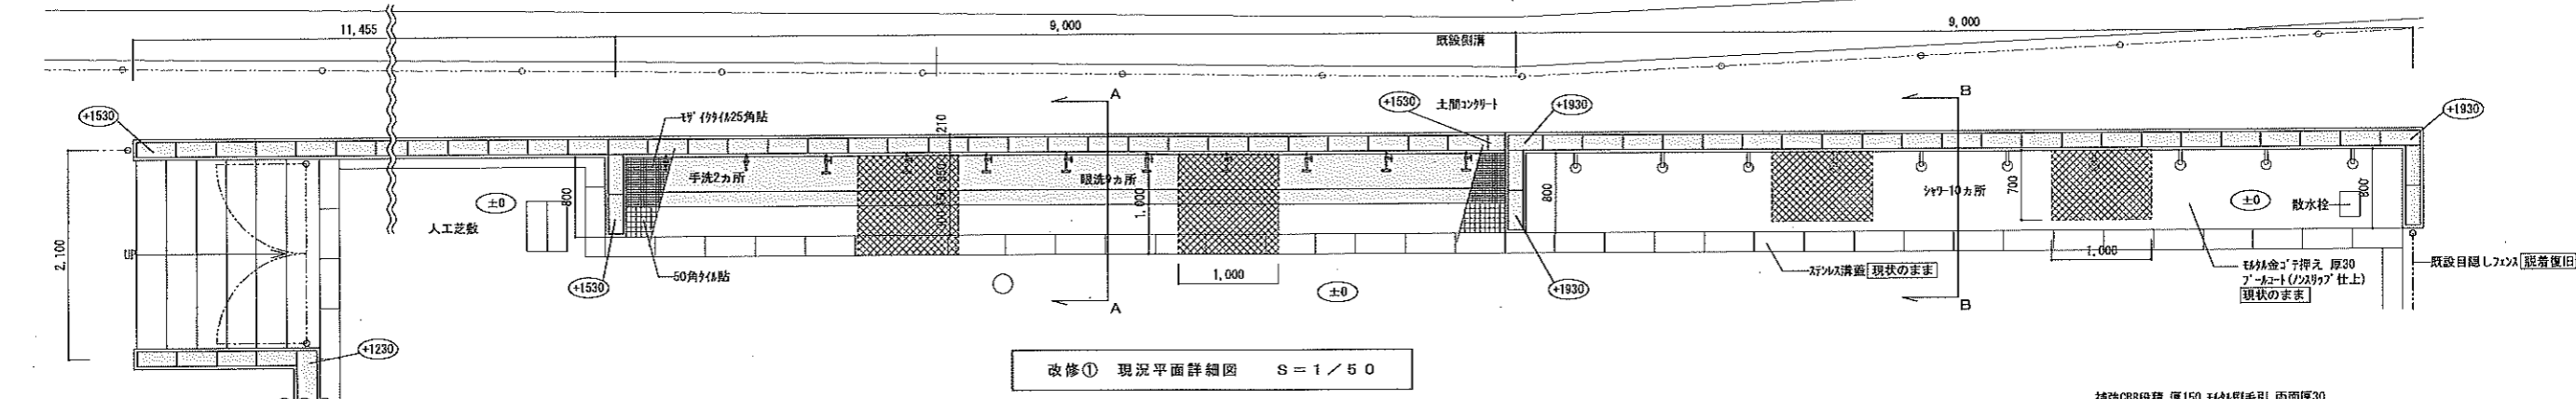 11,455
9,000
9,000
既設側溝
+1530
ﾓｻﾞｲｸﾀｲﾙ25角貼
210
A
+1530
土間ｺﾝｸﾘｰﾄ
+1930
B
+1930
手洗2ヵ所
眼洗9ヵ所
ｼｬﾜｰ10ヵ所
800
1,000
800
700
800
±0
±0
散水栓
人工芝敷
2,100
UP
50角ﾀｲﾙ貼
+1530
1,000
±0
+1930
ｽﾃﾝﾚｽ溝蓋 現状のまま
1,000
ﾓﾙﾀﾙ金ｺﾞﾃ押え 厚30
ﾌﾟｰﾙｺｰﾄ(ﾉﾝｽﾘｯﾌﾟ仕上)
現状のまま
既設目隠しﾌｪﾝｽ 脱着復旧
A
B
+1230
改修① 現況平面詳細図 S=1/50